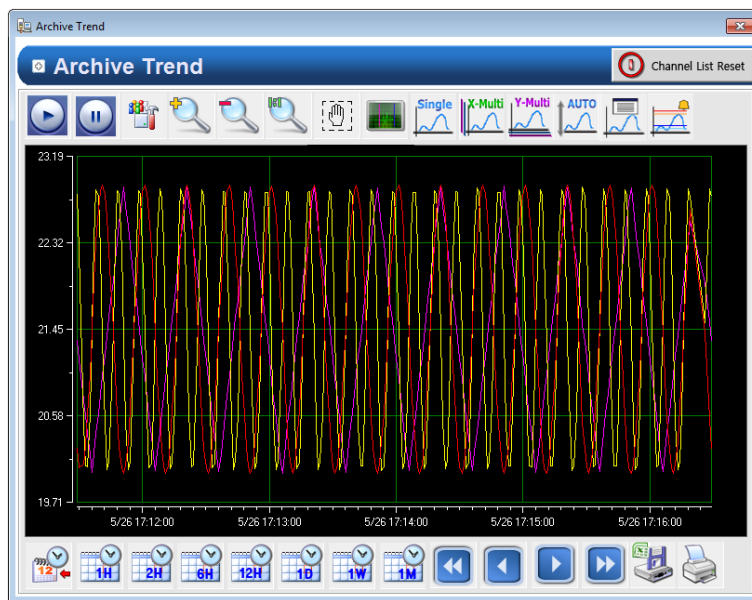 Archive Trend
Archive Trend
Channel List Reset
Single X-Multi Y-Multi AUTO
23.19
22.32
21.45
20.58
19.71
5/26 17:12:00 5/26 17:13:00 5/26 17:14:00 5/26 17:15:00 5/26 17:16:00
12 1H 2H 6H 12H 1D 1W 1M